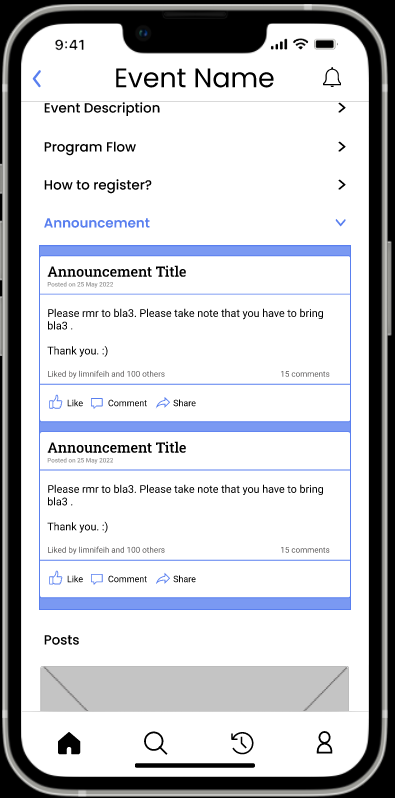 9:41
Event Name
Event Description
Program Flow
How to register?
Announcement
Announcement Title
Posted on 25 May 2022
Please rmr to bla3. Please take note that you have to bring
bla3 .
Thank you. :)
Liked by limnifeih and 100 others 15 comments
Like Comment Share
Announcement Title
Posted on 25 May 2022
Please rmr to bla3. Please take note that you have to bring
bla3 .
Thank you. :)
Liked by limnifeih and 100 others 15 comments
Like Comment Share
Posts